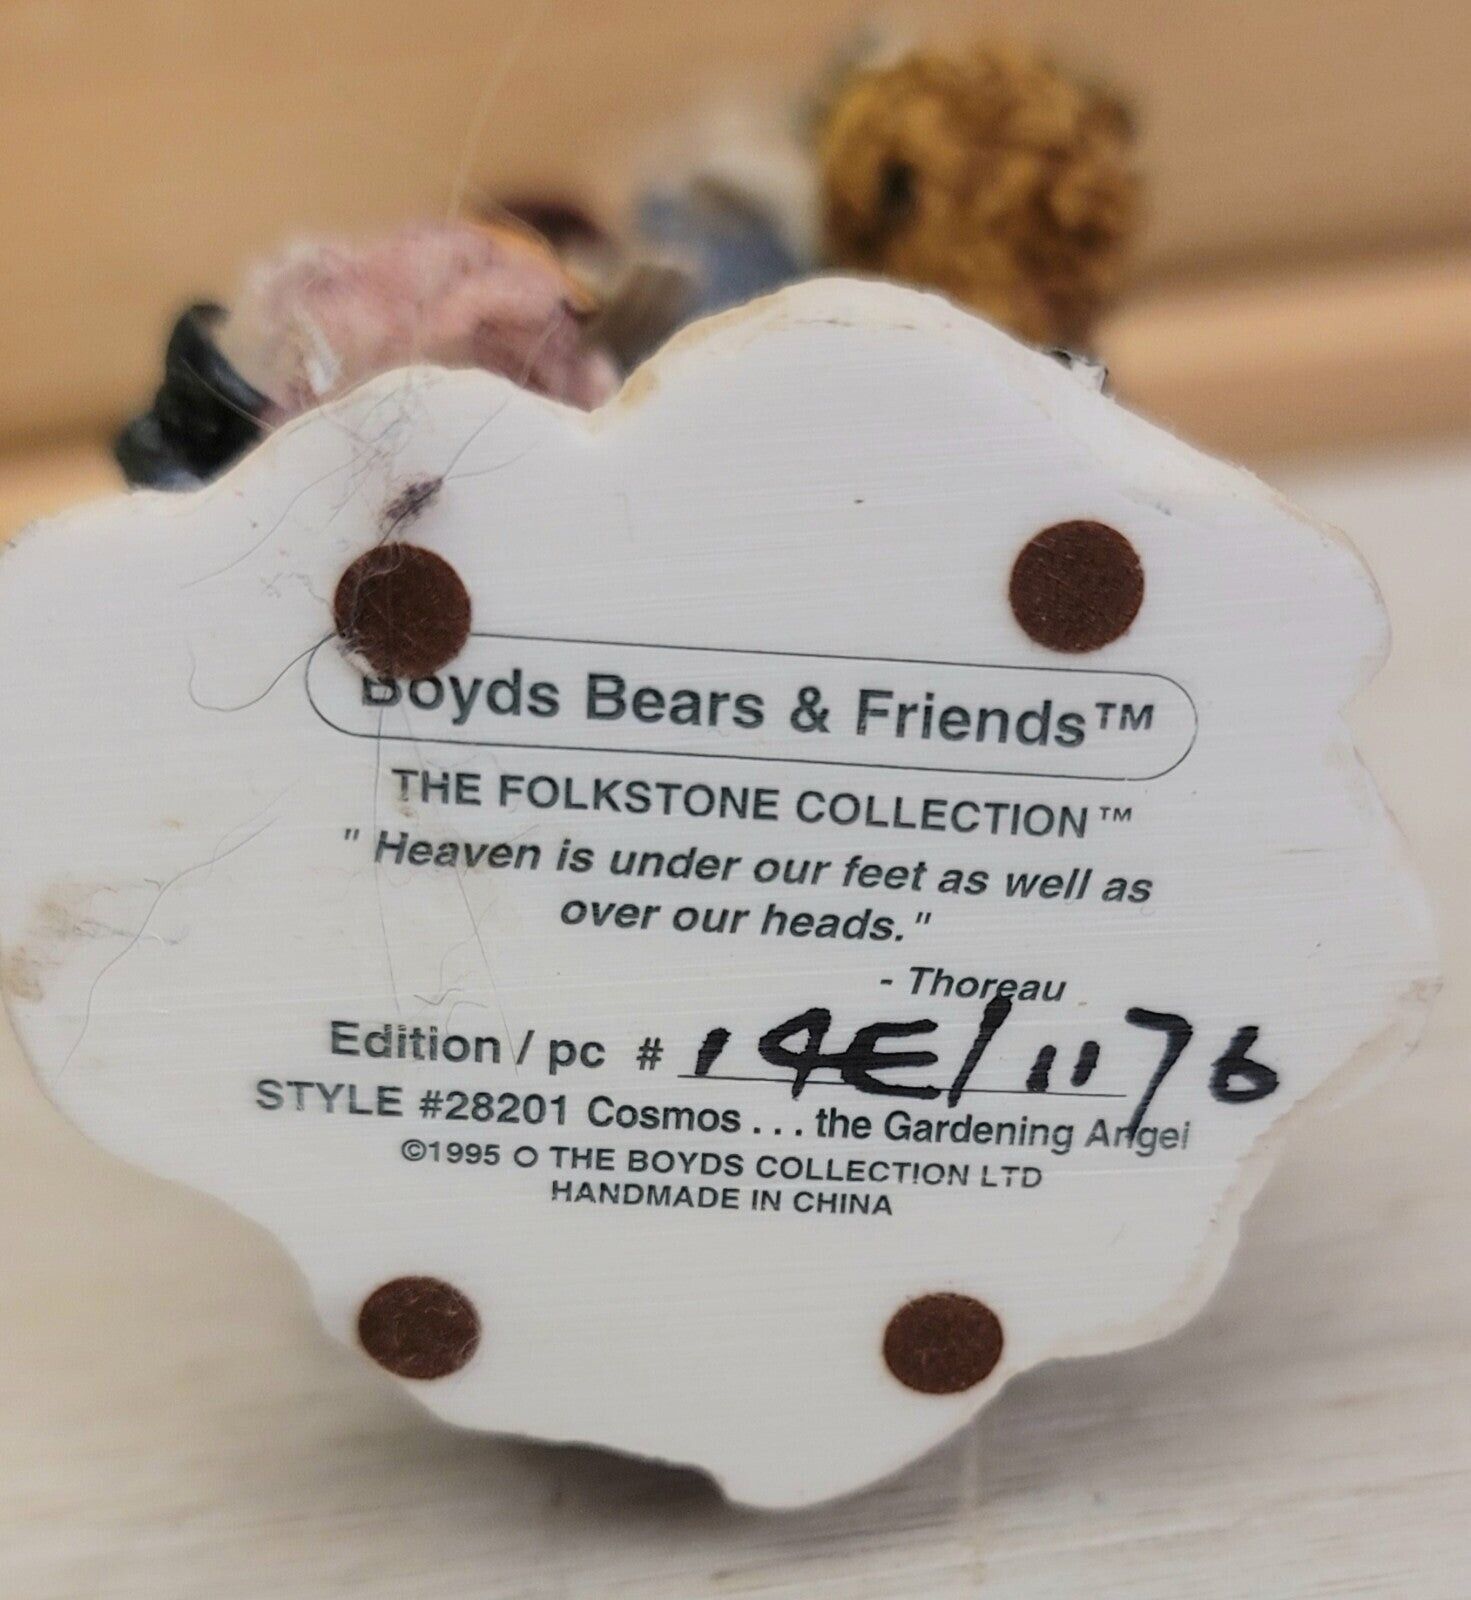 Boyds Bears & Friends™
THE FOLKSTONE COLLECTION™
" Heaven is under our feet as well as
over our heads."
- Thoreau
Edition / pc # 14E/1176
STYLE #28201 Cosmos . . . the Gardening Angel
©1995 O THE BOYDS COLLECTION LTD
HANDMADE IN CHINA